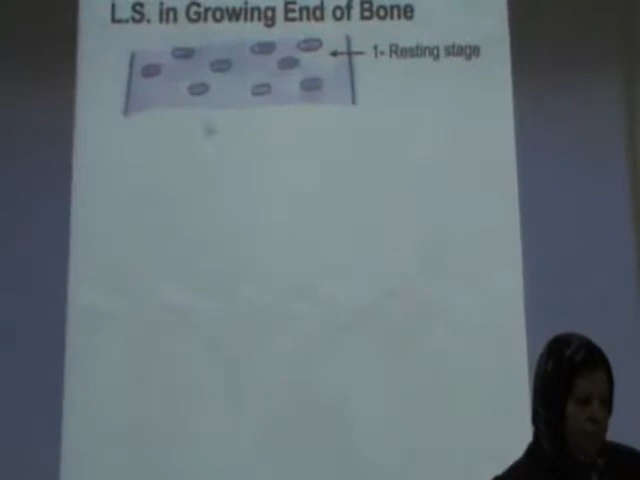 L.S. in Growing End of Bone
1- Resting stage